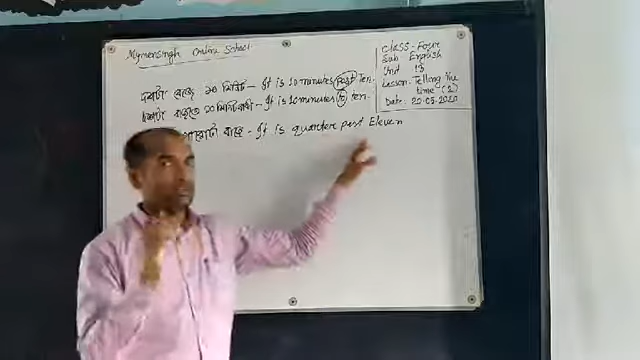 Mymensingh Online School
Class - Four
Sub English
Unit 13
Lesson - Telling the
time (2)
Date: 20.05.2020
দশটা বেজে ১০ মিনিট - It is 10 minutes past Ten.
দশটা বাজতে ১০ মিনিট বাকী - It is 10 minutes to ten.
বাজে - It is quarter past Eleven